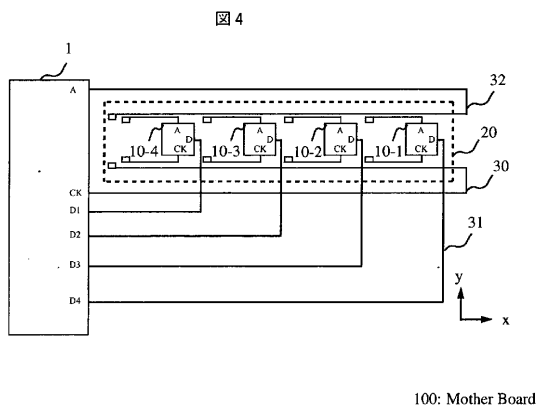 図4
1
A
32
A
D
CK
10-4
A
D
CK
10-3
A
D
CK
10-2
A
D
CK
10-1
20
30
CK
D1
D2
31
D3
D4
y
x
100: Mother Board